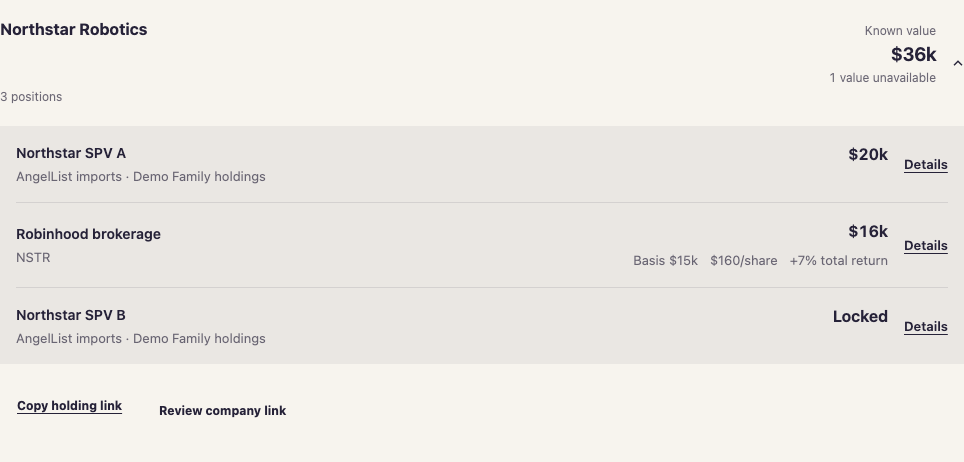 Northstar Robotics
Known value
$36k
1 value unavailable
3 positions
Northstar SPV A
AngelList imports · Demo Family holdings
$20k
Details
Robinhood brokerage
NSTR
$16k
Basis $15k $160/share +7% total return
Details
Northstar SPV B
AngelList imports · Demo Family holdings
Locked
Details
Copy holding link
Review company link